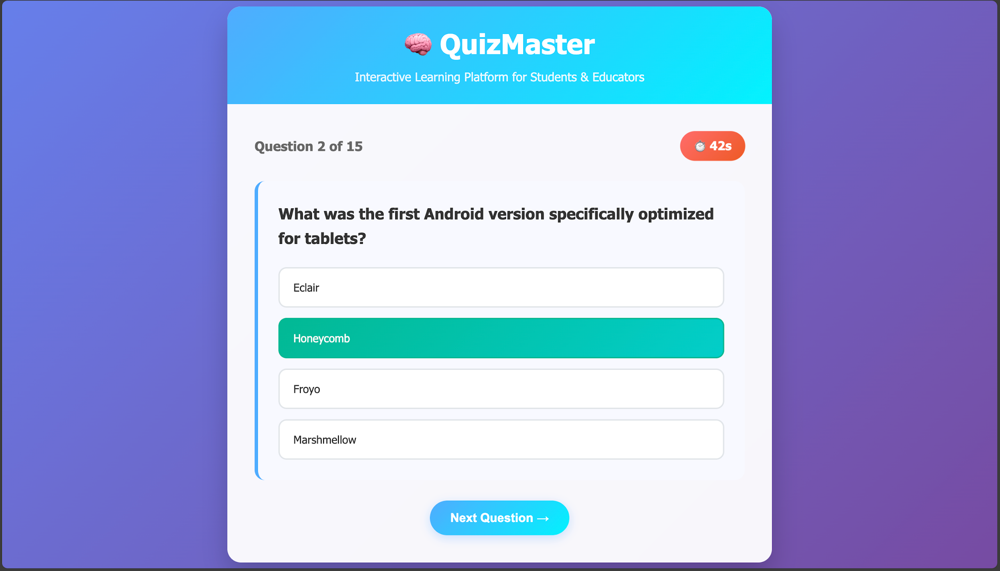 QuizMaster
Interactive Learning Platform for Students & Educators
Question 2 of 15
42s
What was the first Android version specifically optimized
for tablets?
Eclair
Honeycomb
Froyo
Marshmellow
Next Question →